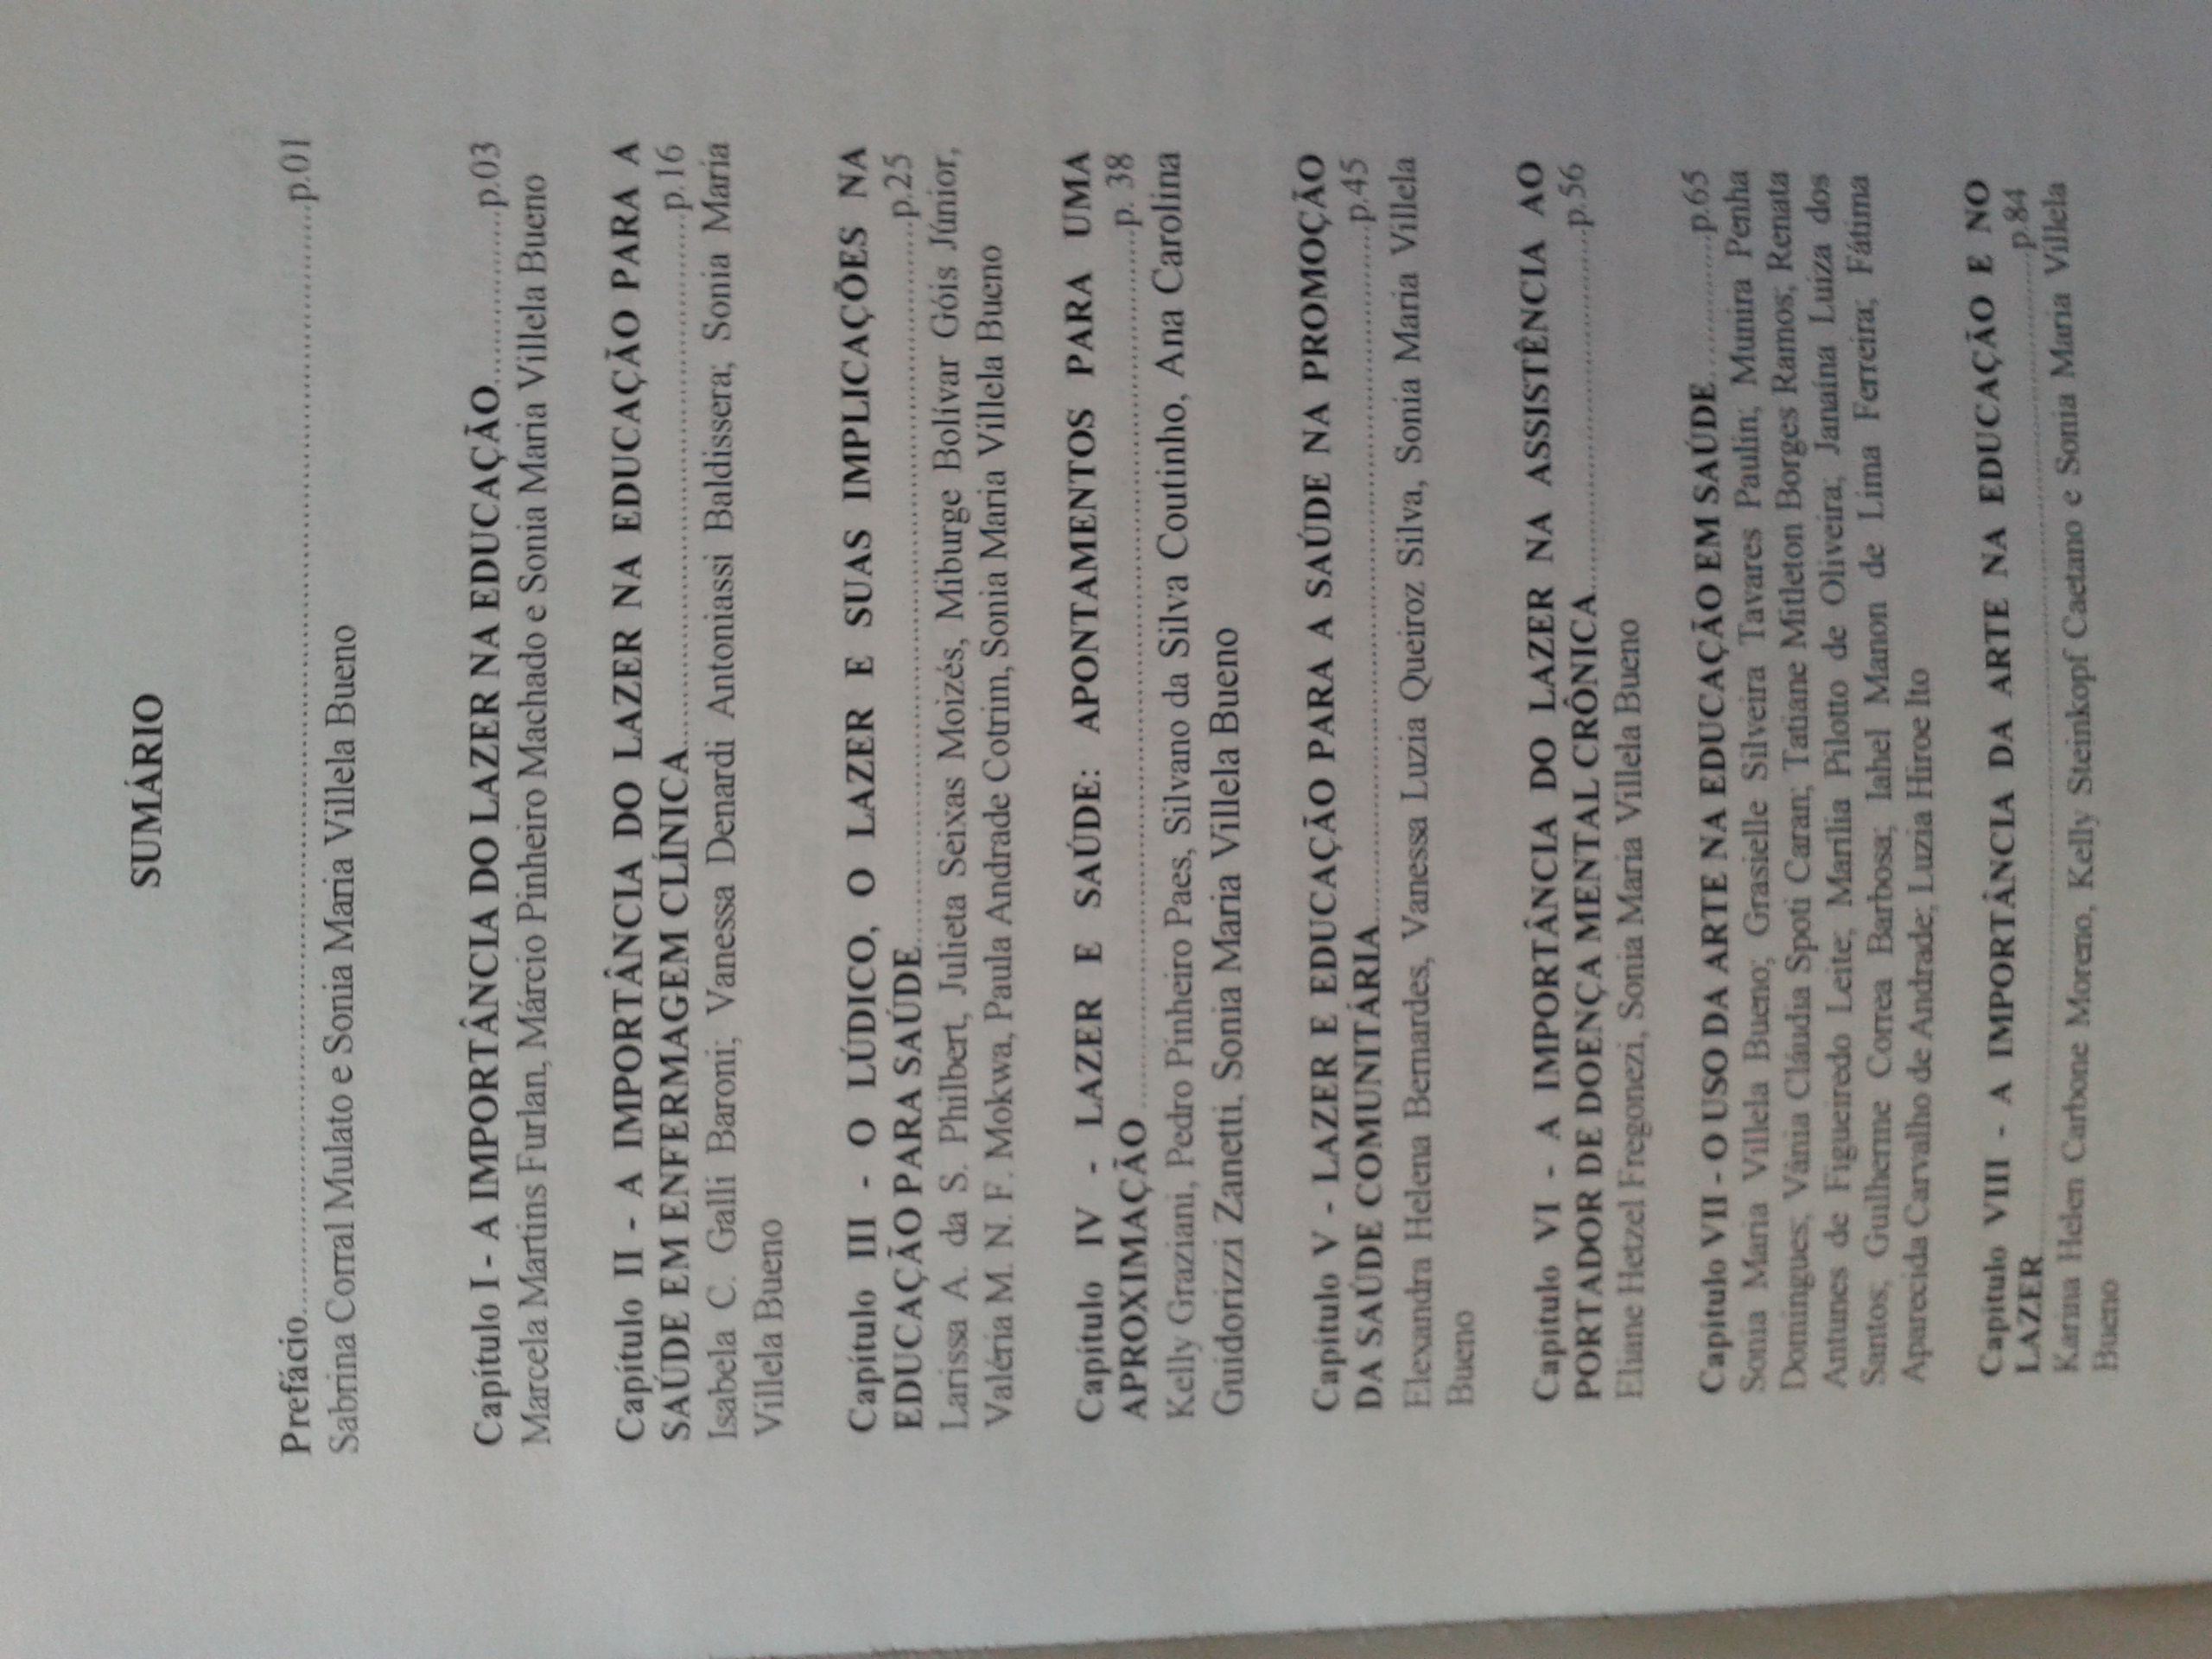 SUMÁRIO
Prefácio..........p.01
Sabrina Corral Mulato e Sonia Maria Villela Bueno
Capítulo I - A IMPORTÂNCIA DO LAZER NA EDUCAÇÃO..........p.03
Marcela Martins Furlan, Márcio Pinheiro Machado e Sonia Maria Villela Bueno
Capítulo II - A IMPORTÂNCIA DO LAZER NA EDUCAÇÃO PARA A
SAÚDE EM ENFERMAGEM CLÍNICA..........p.16
Isabela C. Galli Baroni; Vanessa Denardi Antoniassi Baldissera; Sonia Maria
Villela Bueno
Capítulo III - O LÚDICO, O LAZER E SUAS IMPLICAÇÕES NA
EDUCAÇÃO PARA SAÚDE..........p.25
Larissa A. da S. Philbert, Julieta Seixas Moizés, Miburge Bolívar Góis Júnior,
Valéria M. N. F. Mokwa, Paula Andrade Cotrim, Sonia Maria Villela Bueno
Capítulo IV - LAZER E SAÚDE: APONTAMENTOS PARA UMA
APROXIMAÇÃO..........p. 38
Kelly Graziani, Pedro Pinheiro Paes, Silvano da Silva Coutinho, Ana Carolina
Guidorizzi Zanetti, Sonia Maria Villela Bueno
Capítulo V - LAZER E EDUCAÇÃO PARA A SAÚDE NA PROMOÇÃO
DA SAÚDE COMUNITÁRIA..........p.45
Elexandra Helena Bernardes, Vanessa Luzia Queiroz Silva, Sonia Maria Villela
Bueno
Capítulo VI - A IMPORTÂNCIA DO LAZER NA ASSISTÊNCIA AO
PORTADOR DE DOENÇA MENTAL CRÔNICA..........p.56
Eliane Hetzel Fregonezi, Sonia Maria Villela Bueno
Capítulo VII - O USO DA ARTE NA EDUCAÇÃO EM SAÚDE..........p.65
Sonia Maria Villela Bueno; Grasielle Silveira Tavares Paulin; Munira Penha
Domingues; Vânia Cláudia Spoti Caran; Tatiane Mitleton Borges Ramos; Renata
Antunes de Figueiredo Leite; Marília Pilotto de Oliveira; Janaína Luiza dos
Santos; Guilherme Correa Barbosa; Iahel Manon de Lima Ferreira; Fátima
Aparecida Carvalho de Andrade; Luzia Hiroe Ito
Capítulo VIII - A IMPORTÂNCIA DA ARTE NA EDUCAÇÃO E NO
LAZER..........p.84
Karina Helen Carbone Moreno, Kelly Steinkopf Caetano e Sonia Maria Villela
Bueno